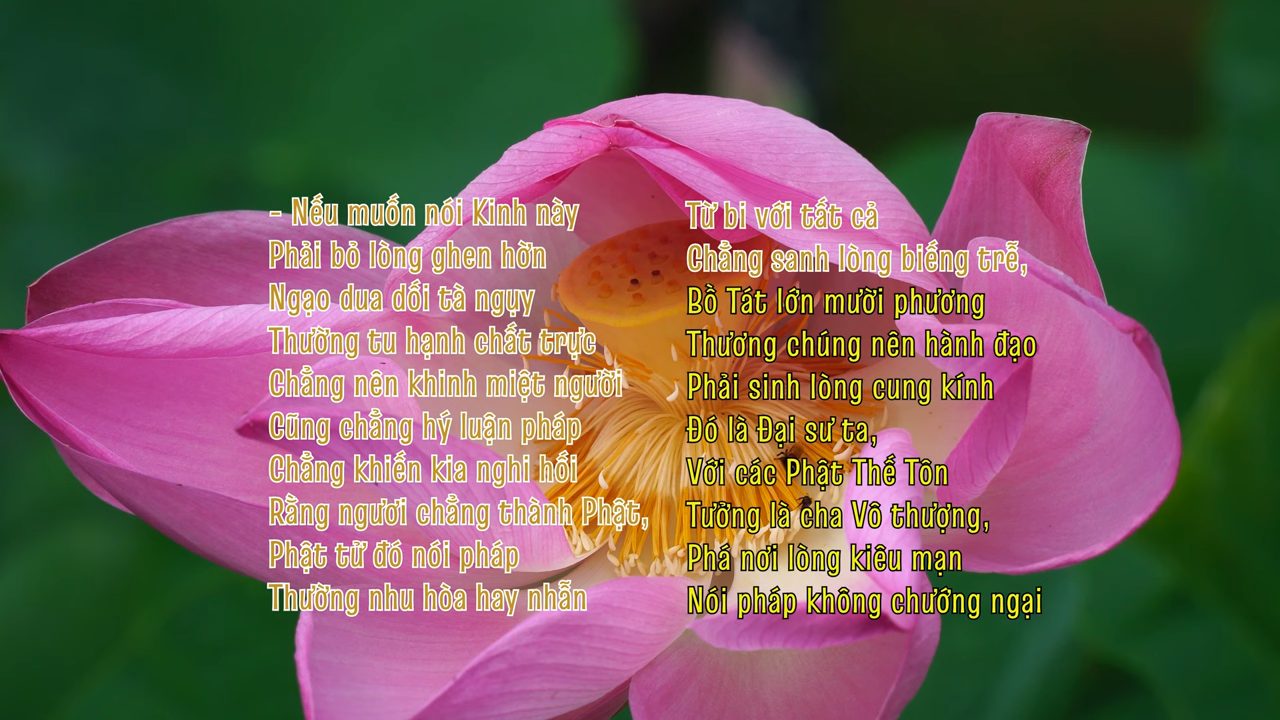 - Nếu muốn nói Kinh này
Phải bỏ lòng ghen hờn
Ngạo dua dối tà ngụy
Thường tu hạnh chất trực
Chẳng nên khinh miệt người
Cũng chẳng hý luận pháp
Chẳng khiến kia nghi hối
Rằng ngươi chẳng thành Phật,
Phật tử đó nói pháp
Thường nhu hòa hay nhẫn
Từ bi với tất cả
Chẳng sanh lòng biếng trễ,
Bồ Tát lớn mười phương
Thương chúng nên hành đạo
Phải sinh lòng cung kính
Đó là Đại sư ta,
Với các Phật Thế Tôn
Tưởng là cha Vô thượng,
Phá nơi lòng kiêu mạn
Nói pháp không chướng ngại